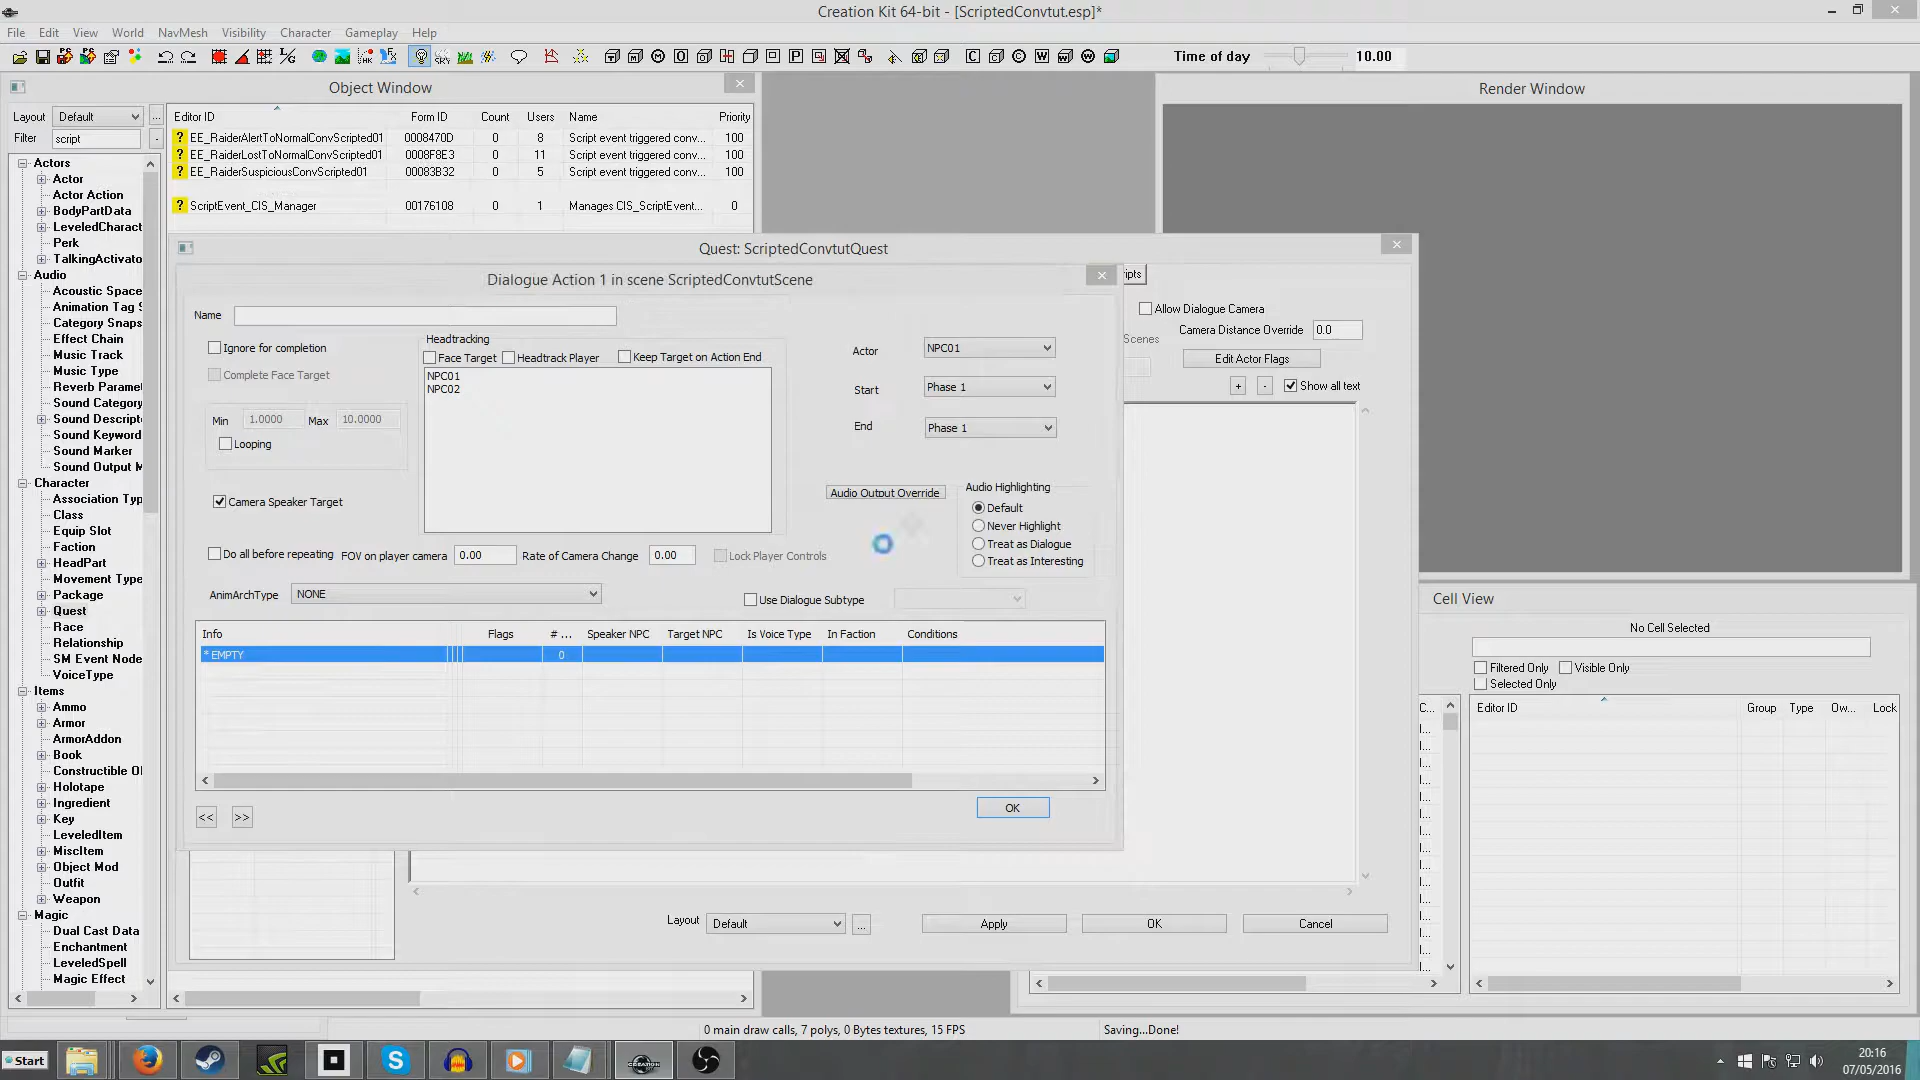 Creation Kit 64-bit - [ScriptedConvtut.esp]*
File Edit View World NavMesh Visibility Character Gameplay Help
Time of day 10.00
Object Window
Render Window
Layout Default ...
Filter script
Editor ID Form ID Count Users Name Priority
EE_RaiderAlertToNormalConvScripted01 0008470D 0 8 Script event triggered conv... 100
EE_RaiderLostToNormalConvScripted01 0008F8E3 0 11 Script event triggered conv... 100
EE_RaiderSuspiciousConvScripted01 00083B32 0 5 Script event triggered conv... 100
ScriptEvent_CIS_Manager 00176108 0 1 Manages CIS_ScriptEvent... 0
Actors
Actor
Actor Action
BodyPartData
LeveledCharact
Perk
TalkingActivato
Audio
Acoustic Space
Animation Tag S
Category Snaps
Effect Chain
Music Track
Music Type
Reverb Parame
Sound Category
Sound Descripto
Sound Keyword
Sound Marker
Sound Output M
Character
Association Typ
Class
Equip Slot
Faction
HeadPart
Movement Type
Package
Quest
Race
Relationship
SM Event Node
VoiceType
Items
Ammo
Armor
ArmorAddon
Book
Constructible Ol
Holotape
Ingredient
Key
LeveledItem
MiscItem
Object Mod
Outfit
Weapon
Magic
Dual Cast Data
Enchantment
LeveledSpell
Magic Effect
Quest: ScriptedConvtutQuest
Dialogue Action 1 in scene ScriptedConvtutScene
ipts
Name
Allow Dialogue Camera
Camera Distance Override 0.0
Scenes
Edit Actor Flags
+ - Show all text
Ignore for completion
Complete Face Target
Headtracking
Face Target Headtrack Player Keep Target on Action End
NPC01
NPC02
Min 1.0000 Max 10.0000
Looping
Camera Speaker Target
Actor NPC01
Start Phase 1
End Phase 1
Audio Output Override
Audio Highlighting
Default
Never Highlight
Treat as Dialogue
Treat as Interesting
Do all before repeating FOV on player camera 0.00 Rate of Camera Change 0.00 Lock Player Controls
AnimArchType NONE
Use Dialogue Subtype
Info Flags # ... Speaker NPC Target NPC Is Voice Type In Faction Conditions
* EMPTY 0
<< >>
OK
Layout Default ... Apply OK Cancel
Cell View
No Cell Selected
Filtered Only Visible Only
Selected Only
C... Editor ID Group Type Ow... Lock
0 main draw calls, 7 polys, 0 Bytes textures, 15 FPS
Saving...Done!
Start
20:16
07/05/2016